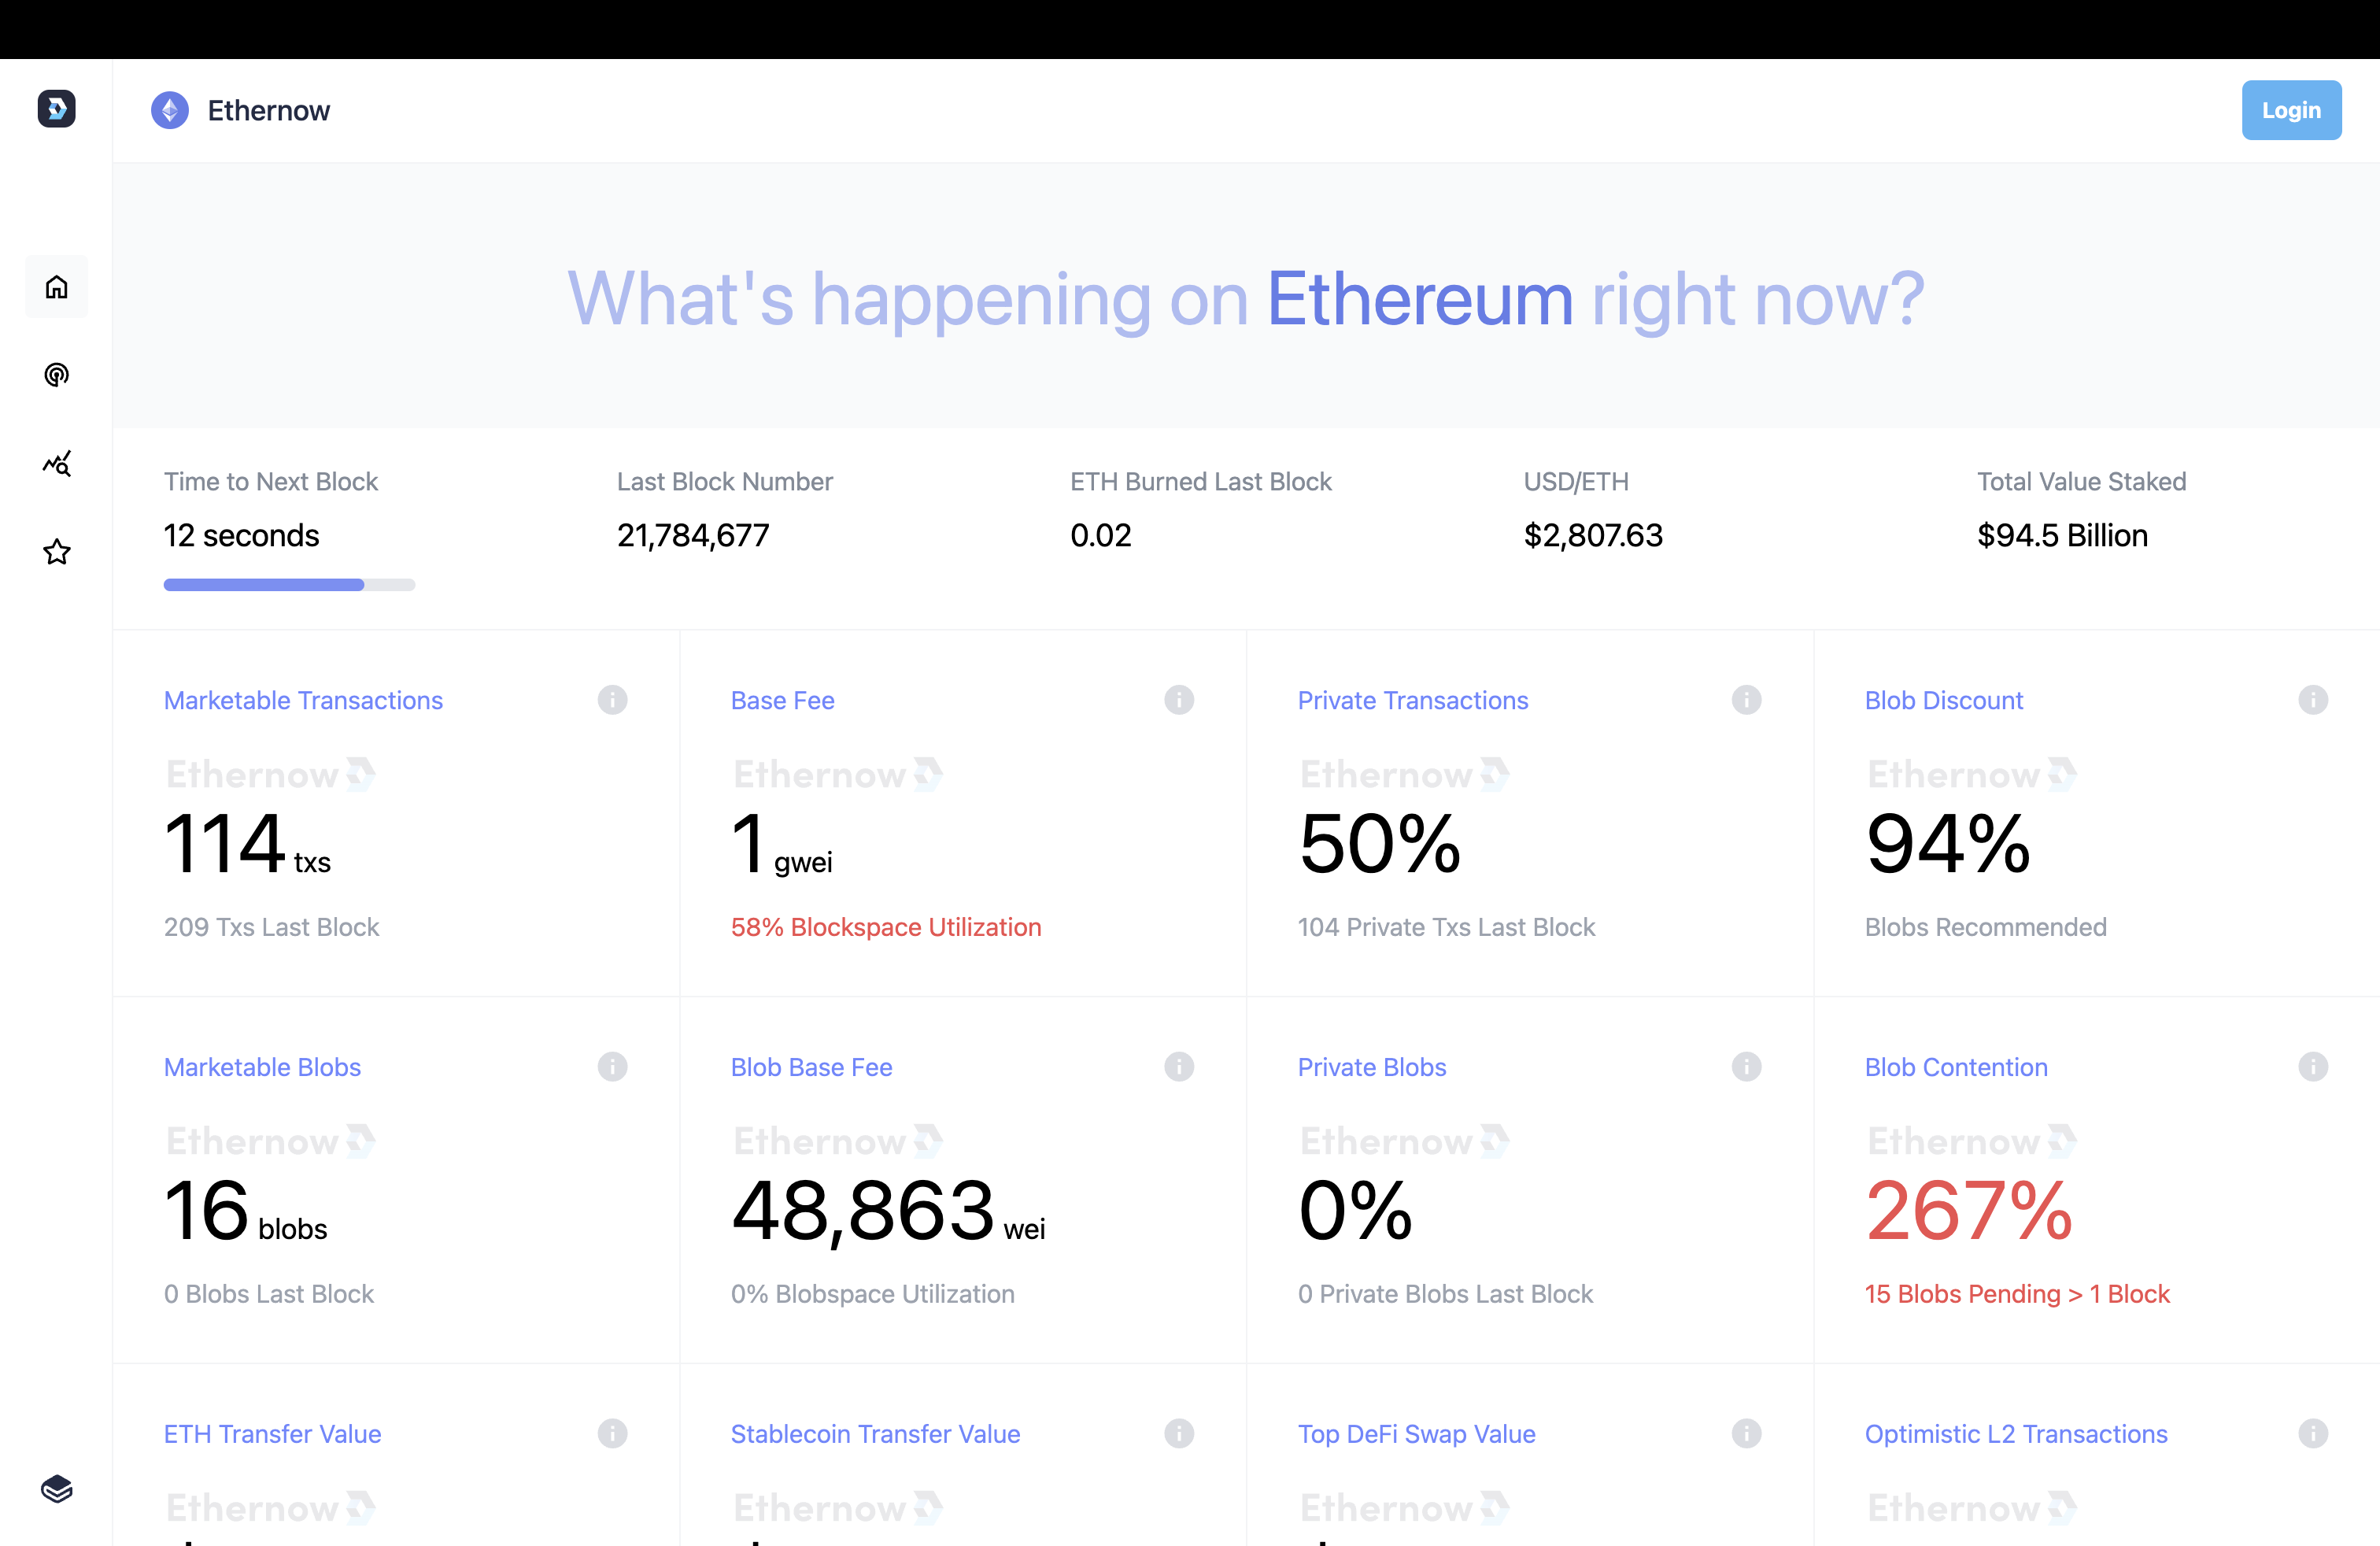 Ethernow
Login
What's happening on Ethereum right now?
Time to Next Block
12 seconds
Last Block Number
21,784,677
ETH Burned Last Block
0.02
USD/ETH
$2,807.63
Total Value Staked
$94.5 Billion
Marketable Transactions
Ethernow
114 txs
209 Txs Last Block
Base Fee
Ethernow
1 gwei
58% Blockspace Utilization
Private Transactions
Ethernow
50%
104 Private Txs Last Block
Blob Discount
Ethernow
94%
Blobs Recommended
Marketable Blobs
Ethernow
16 blobs
0 Blobs Last Block
Blob Base Fee
Ethernow
48,863 wei
0% Blobspace Utilization
Private Blobs
Ethernow
0%
0 Private Blobs Last Block
Blob Contention
Ethernow
267%
15 Blobs Pending > 1 Block
ETH Transfer Value
Ethernow
Stablecoin Transfer Value
Ethernow
Top DeFi Swap Value
Ethernow
Optimistic L2 Transactions
Ethernow